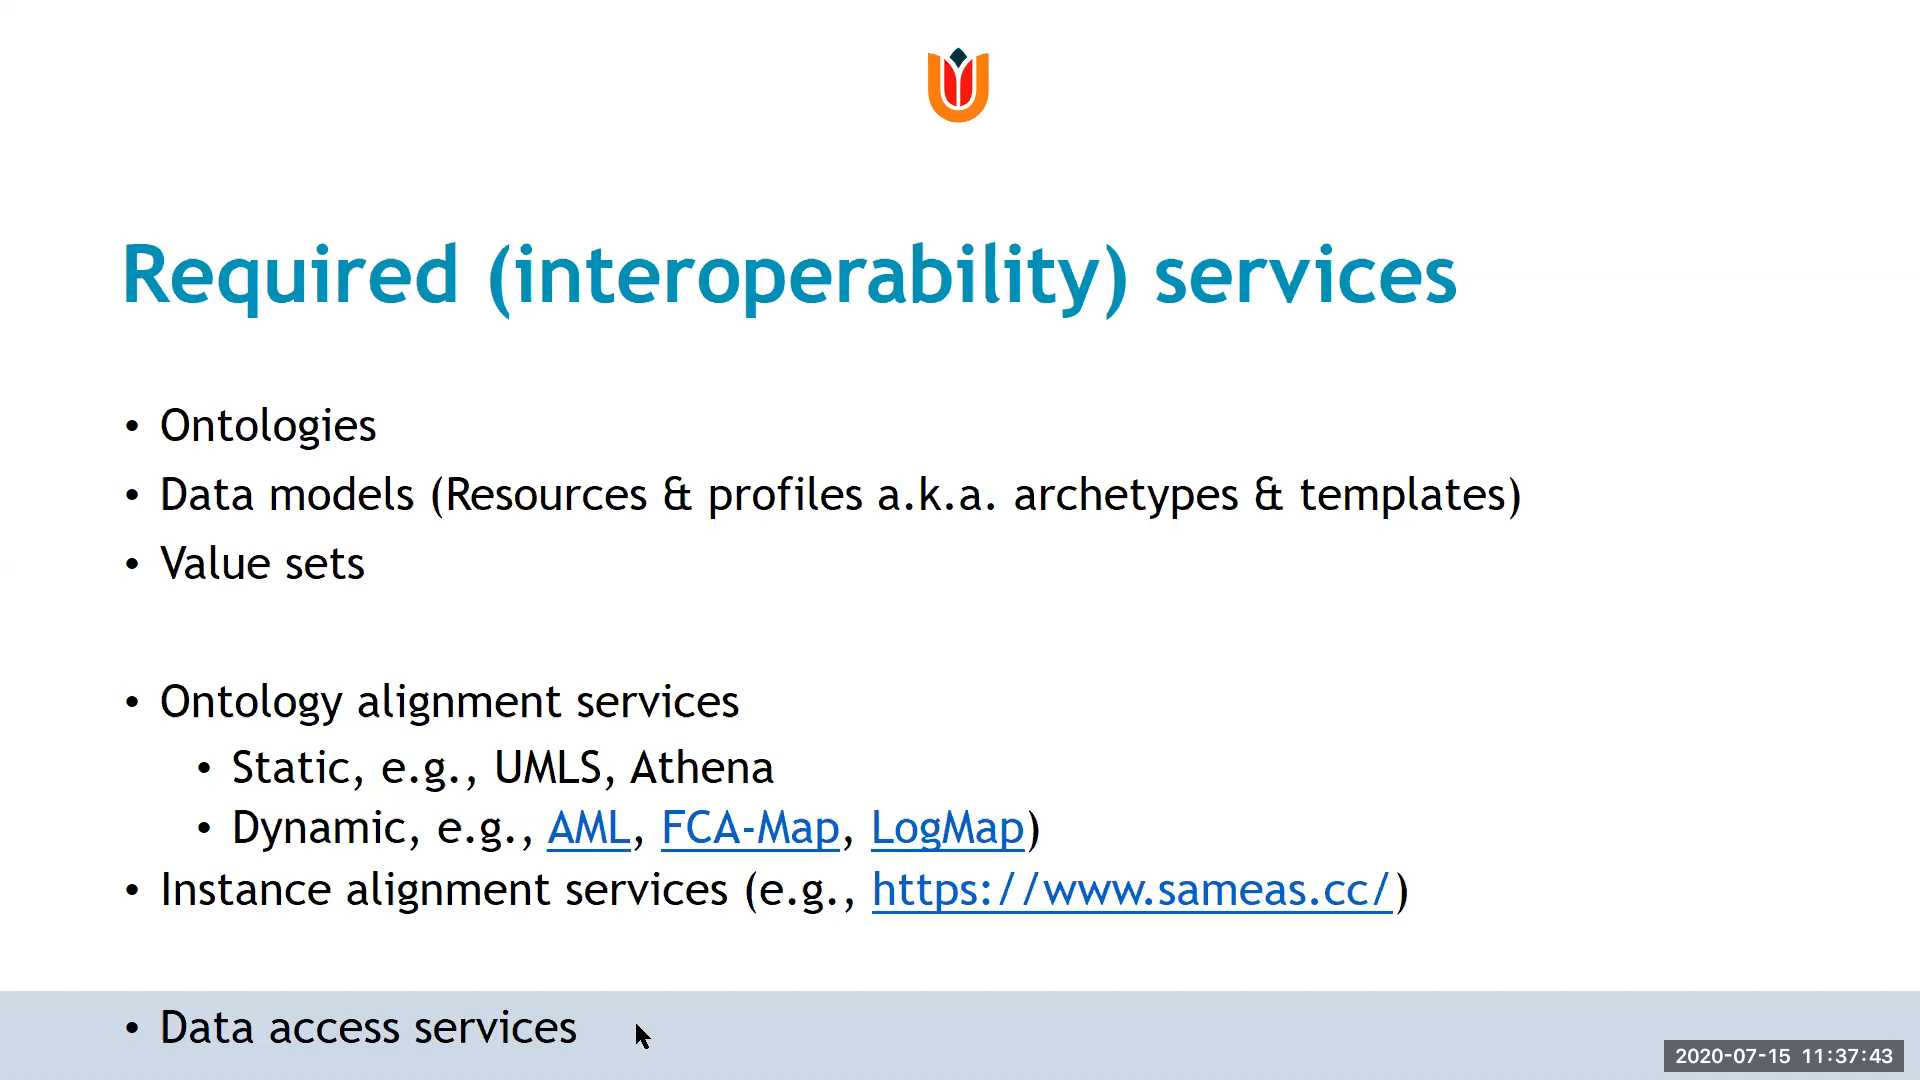 Required (interoperability) services
• Ontologies
• Data models (Resources & profiles a.k.a. archetypes & templates)
• Value sets
• Ontology alignment services
• Static, e.g., UMLS, Athena
• Dynamic, e.g., AML, FCA-Map, LogMap)
• Instance alignment services (e.g., https://www.sameas.cc/)
• Data access services
2020-07-15 11:37:43